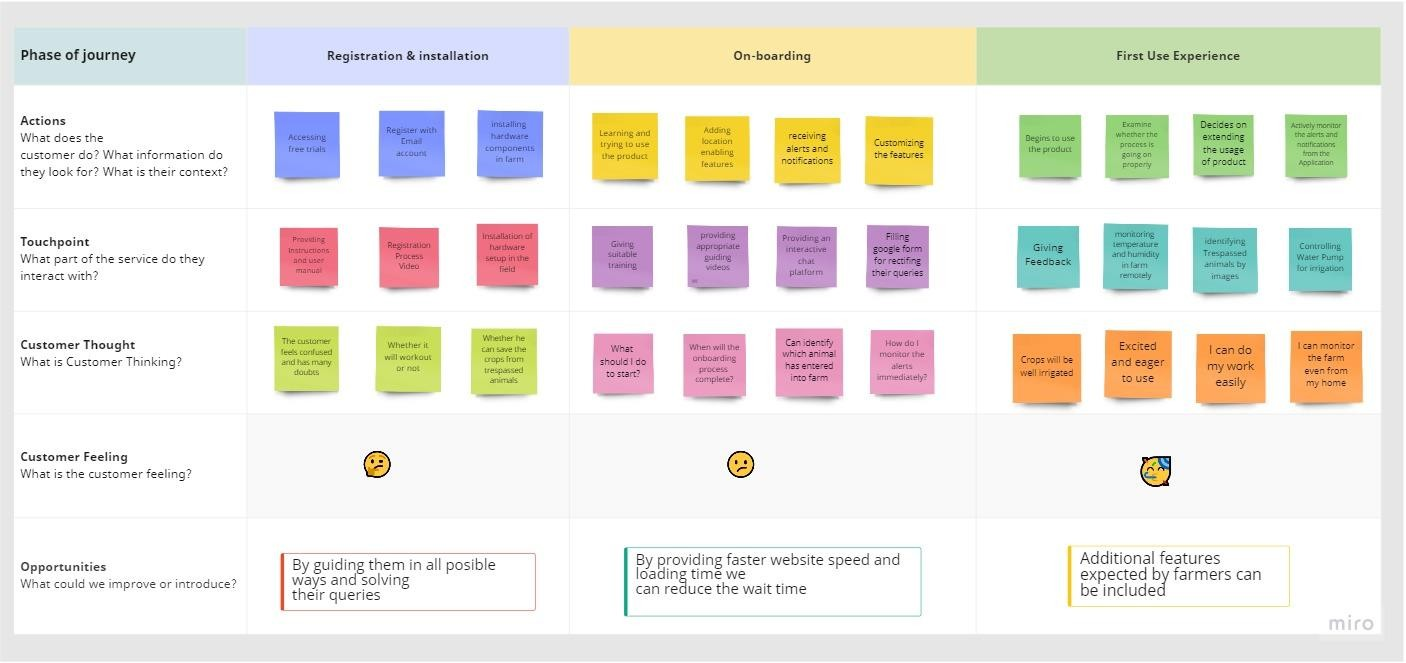 Phase of journey
Registration & installation
On-boarding
First Use Experience
Actions
What does the
customer do? What information do
they look for? What is their context?
Accessing
free trials
Register with
Email
account
installing
hardware
components
in farm
Learning and
trying to use
the product
Adding
location
enabling
features
receiving
alerts and
notifications
Customizing
the features
Begins to use
the product
Examine
whether the
process is
going on
properly
Decides on
extending
the usage
of product
Actively monitor
the alerts and
notifications
from the
Application
Touchpoint
What part of the service do they
interact with?
Providing
Instructions
and user
manual
Registration
Process
Video
Installation of
hardware
setup in the
field
Giving
suitable
training
providing
appropriate
guiding
videos
Providing an
interactive
chat
platform
Filling
google form
for rectifing
their queries
Giving
Feedback
monitoring
temperature
and humidity
in farm
remotely
identifying
Trespassed
animals by
images
Controlling
Water Pump
for irrigation
Customer Thought
What is Customer Thinking?
The customer
feels confused
and has many
doubts
Whether it
will workout
or not
Whether he
can save the
crops from
trespassed
animals
What
should I do
to start?
When will the
onboarding
process
complete?
Can identify
which animal
has entered
into farm
How do I
monitor the
alerts
immediately?
Crops will be
well irrigated
Excited
and eager
to use
I can do
my work
easily
I can monitor
the farm
even from
my home
Customer Feeling
What is the customer feeling?
Opportunities
What could we improve or introduce?
By guiding them in all posible
ways and solving
their queries
By providing faster website speed and
loading time we
can reduce the wait time
Additional features
expected by farmers can
be included
miro